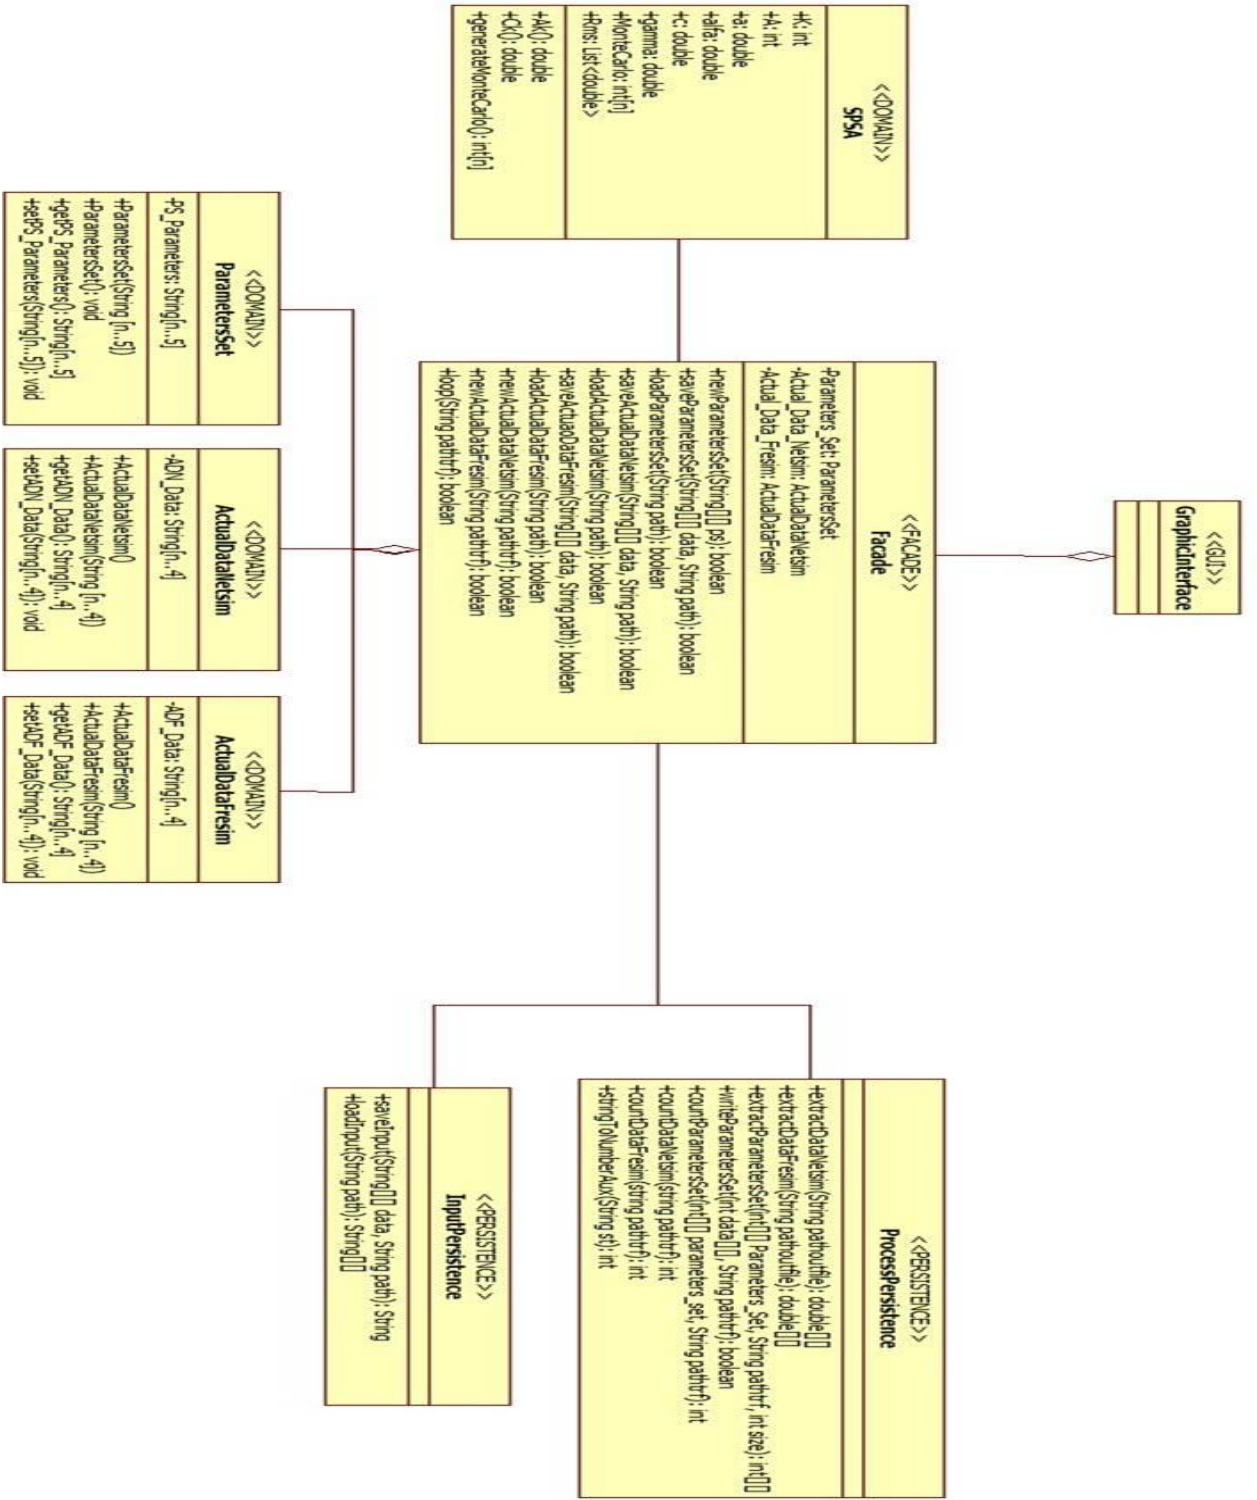 <<GUI>>
GraphicInterface
<<DOMAIN>>
SPSA
+K: int
+A: int
+a: double
+alfa: double
+c: double
+gamma: double
+MonteCarlo: int[n]
+Rms: List<double>
+Ak(): double
+Ck(): double
+generateMonteCarlo(): int[n]
<<FACADE>>
Facade
-Parameters_Set: ParametersSet
-Actual_Data_Netsim: ActualDataNetsim
-Actual_Data_Fresim: ActualDataFresim
+newParametersSet(String[][] ps): boolean
+saveParametersSet(String[][] data, String path): boolean
+loadParametersSet(String path): boolean
+saveActualDataNetsim(String[][] data, String path): boolean
+loadActualDataNetsim(String path): boolean
+saveActuaoDataFresim(String[][] data, String path): boolean
+loadActualDataFresim(String path): boolean
+newActualDataNetsim(String pathtrf): boolean
+newActualDataFresim(String pathtrf): boolean
+loop(String pathtrf): boolean
<<PERSISTENCE>>
ProcessPersistence
+extractDataNetsim(String pathoutfile): double[][]
+extractDataFresim(String pathoutfile): double[][]
+extractParametersSet(int[][] Parameters_Set, String pathtrf, int size): int[][]
+writeParametersSet(int data[][], String pathtrf): boolean
+countParametersSet(int[][] parameters_set, String pathtrf): int
+countDataNetsim(string pathtrf): int
+countDataFresim(string pathtrf): int
+stringToNumberAux(String st): int
<<PERSISTENCE>>
InputPersistence
+saveInput(String[][] data, String path): String
+loadInput(String path): String[][]
<<DOMAIN>>
ParametersSet
-PS_Parameters: String[n..5]
+ParametersSet(String [n..5])
+ParametersSet(): void
+getPS_Parameters(): String[n..5]
+setPS_Parameters(String[n..5]): void
<<DOMAIN>>
ActualDataNetsim
-ADN_Data: String[n..4]
+ActualDataNetsim()
+ActualDataNetsim(String [n..4])
+getADN_Data(): String[n..4]
+setADN_Data(String[n..4]): void
<<DOMAIN>>
ActualDataFresim
-ADF_Data: String[n..4]
+ActualDataFresim()
+ActualDataFresim(String [n..4])
+getADF_Data(): String[n..4]
+setADF_Data(String[n..4]): void